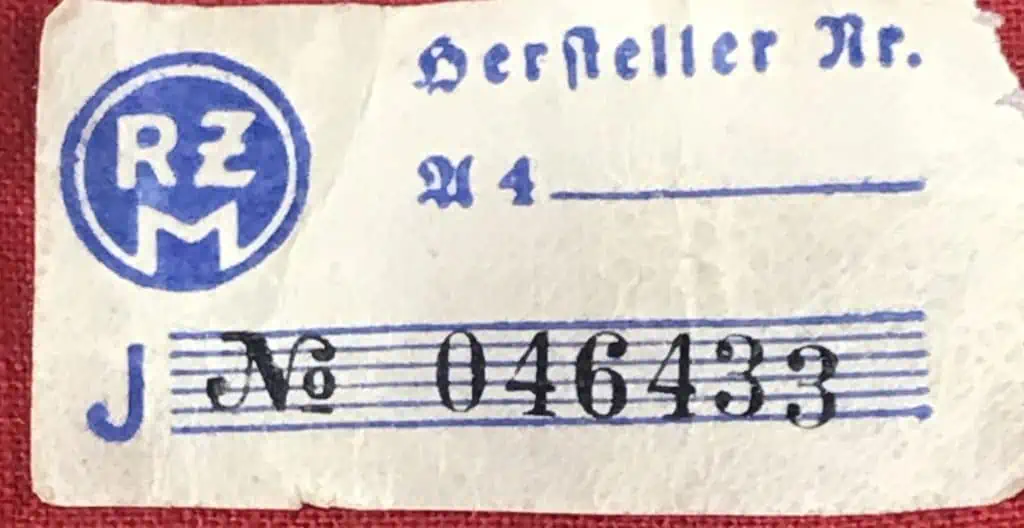 RZM
Hersteller Nr.
A 4
J № 046433